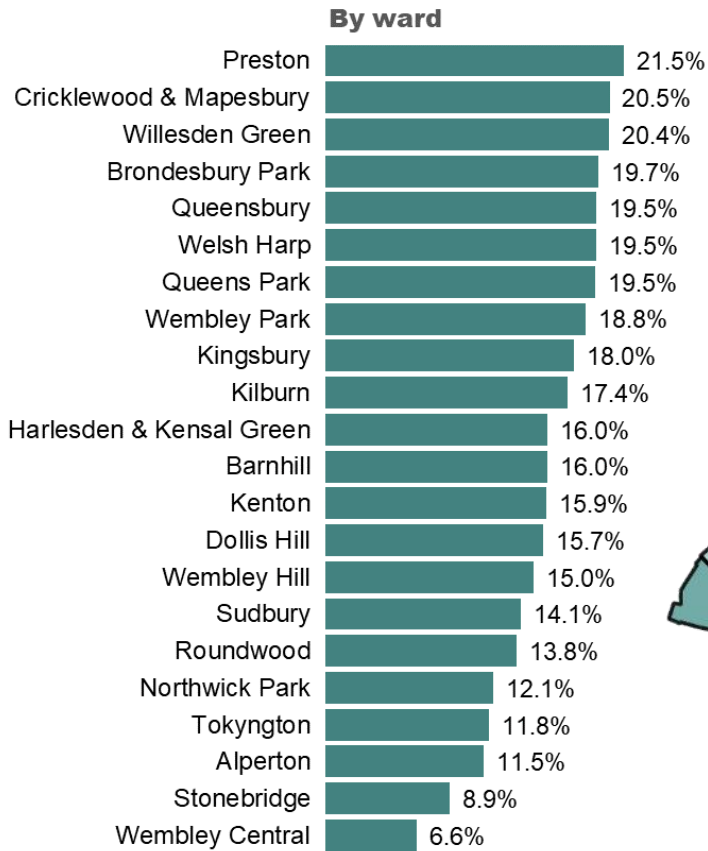 By ward
Preston 21.5%
Cricklewood & Mapesbury 20.5%
Willesden Green 20.4%
Brondesbury Park 19.7%
Queensbury 19.5%
Welsh Harp 19.5%
Queens Park 19.5%
Wembley Park 18.8%
Kingsbury 18.0%
Kilburn 17.4%
Harlesden & Kensal Green 16.0%
Barnhill 16.0%
Kenton 15.9%
Dollis Hill 15.7%
Wembley Hill 15.0%
Sudbury 14.1%
Roundwood 13.8%
Northwick Park 12.1%
Tokyngton 11.8%
Alperton 11.5%
Stonebridge 8.9%
Wembley Central 6.6%